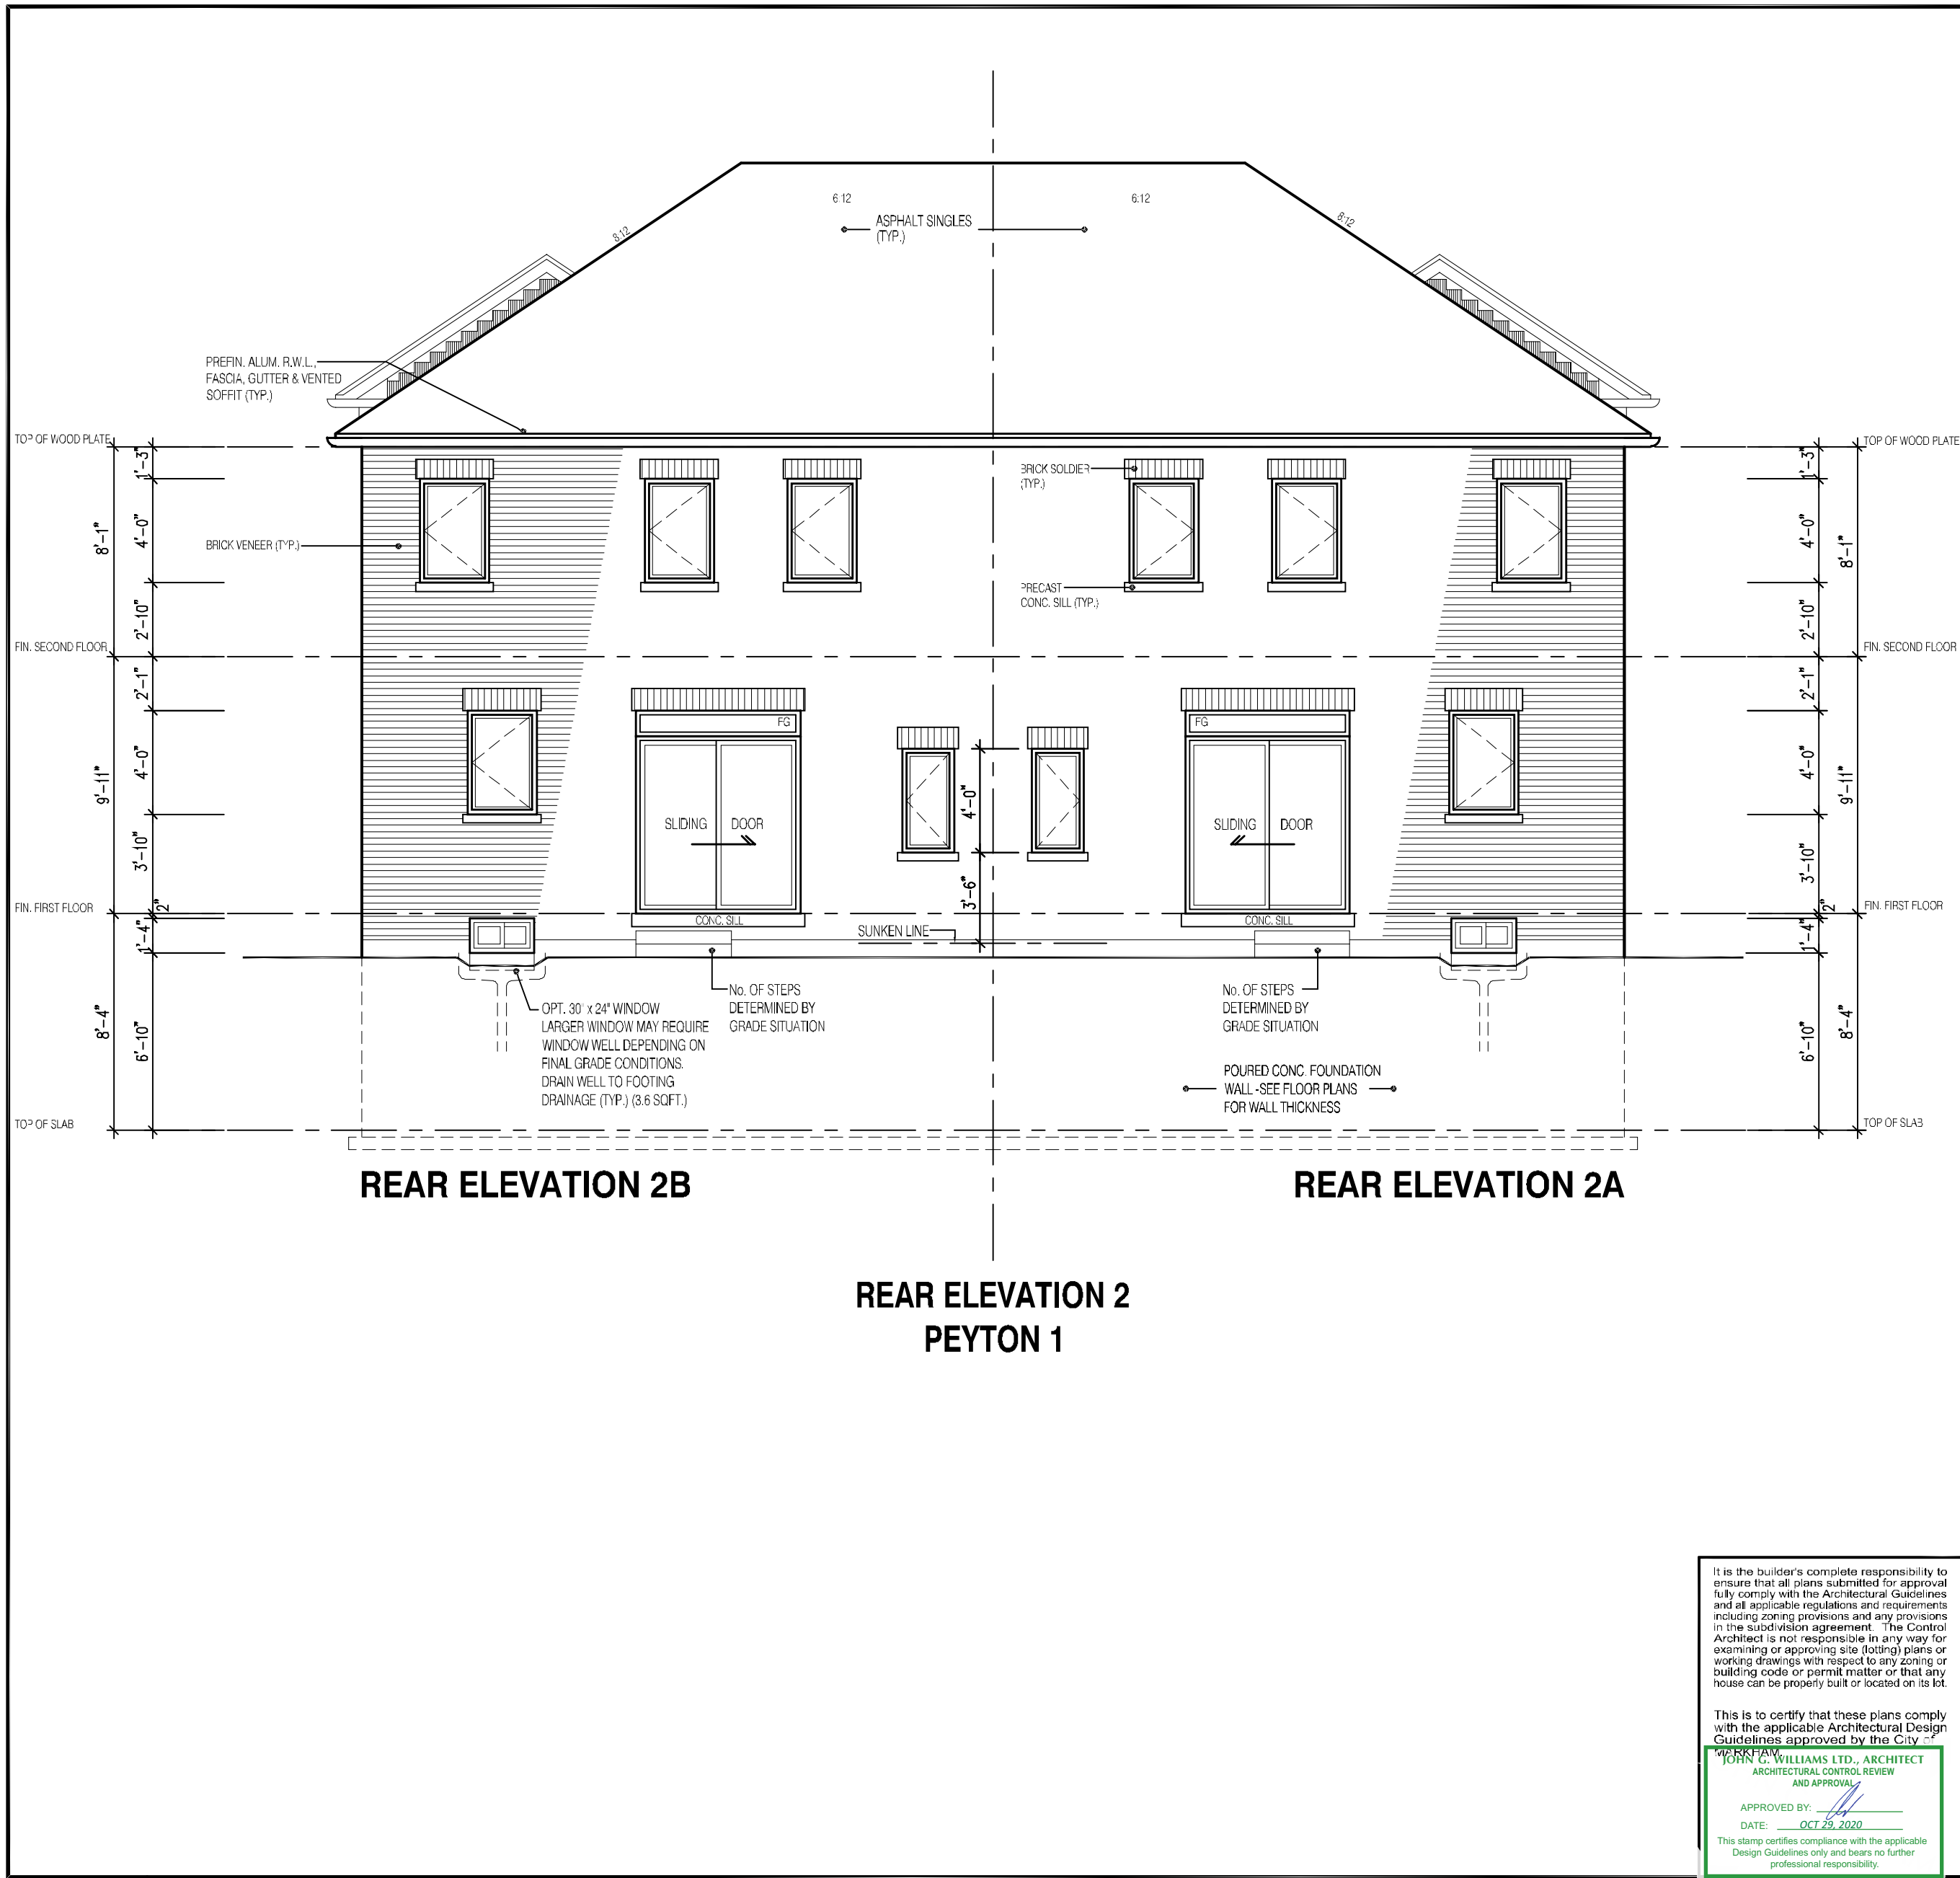 6:12
6:12
ASPHALT SINGLES
(TYP.)
8:12
8:12
PREFIN. ALUM. R.W.L.,
FASCIA, GUTTER & VENTED
SOFFIT (TYP.)
TOP OF WOOD PLATE
TOP OF WOOD PLATE
1'-3"
4'-0"
8'-1"
2'-10"
BRICK SOLDIER
(TYP.)
BRICK VENEER (TYP.)
PRECAST
CONC. SILL (TYP.)
1'-3"
4'-0"
8'-1"
2'-10"
FIN. SECOND FLOOR
FIN. SECOND FLOOR
2'-1"
4'-0"
9'-11"
3'-10"
2"
FG
FG
SLIDING DOOR
SLIDING DOOR
4'-0"
3'-6"
2'-1"
4'-0"
9'-11"
3'-10"
2"
FIN. FIRST FLOOR
FIN. FIRST FLOOR
CONC. SILL
CONC. SILL
SUNKEN LINE
1'-4"
8'-4"
6'-10"
1'-4"
8'-4"
6'-10"
OPT. 30" x 24" WINDOW
LARGER WINDOW MAY REQUIRE
WINDOW WELL DEPENDING ON
FINAL GRADE CONDITIONS.
DRAIN WELL TO FOOTING
DRAINAGE (TYP.) (3.6 SQFT.)
No. OF STEPS
DETERMINED BY
GRADE SITUATION
No. OF STEPS
DETERMINED BY
GRADE SITUATION
POURED CONC. FOUNDATION
WALL -SEE FLOOR PLANS
FOR WALL THICKNESS
TOP OF SLAB
TOP OF SLAB
REAR ELEVATION 2B
REAR ELEVATION 2A
REAR ELEVATION 2
PEYTON 1
It is the builder's complete responsibility to
ensure that all plans submitted for approval
fully comply with the Architectural Guidelines
and all applicable regulations and requirements
including zoning provisions and any provisions
in the subdivision agreement. The Control
Architect is not responsible in any way for
examining or approving site (lotting) plans or
working drawings with respect to any zoning or
building code or permit matter or that any
house can be properly built or located on its lot.
This is to certify that these plans comply
with the applicable Architectural Design
Guidelines approved by the City of
MARKHAM.
JOHN G. WILLIAMS LTD., ARCHITECT
ARCHITECTURAL CONTROL REVIEW
AND APPROVAL
APPROVED BY:
DATE: OCT 29, 2020
This stamp certifies compliance with the applicable
Design Guidelines only and bears no further
professional responsibility.